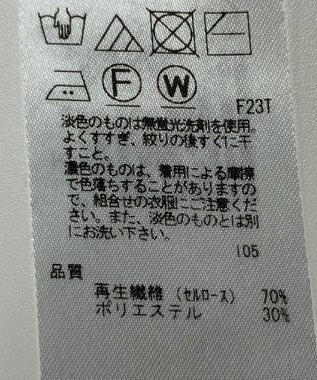 F W
F23T
淡色のものは無蛍光洗剤を使用。
よくすすぎ、絞りの後すぐに干
すこと。
濃色のものは、着用による摩擦
で色落ちすることがありますの
で、組合せの衣服にご注意くだ
さい。また、淡色のものとは別
にお洗い下さい。
105
品質
再生繊維（セルロース） 70%
ポリエステル 30%